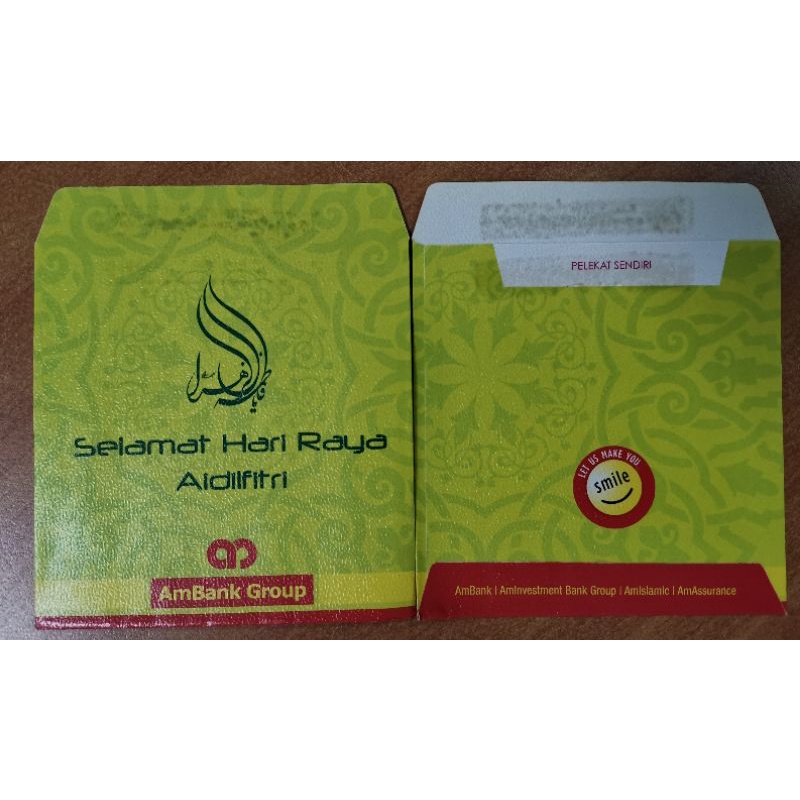 Selamat Hari Raya
Aidilfitri
AmBank Group
PELEKAT SENDIRI
LET US MAKE YOU
smile
AmBank | AmInvestment Bank Group | AmIslamic | AmAssurance